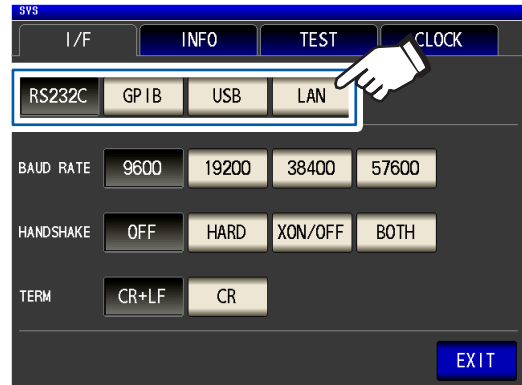 SYS
I/F INFO TEST CLOCK
RS232C GPIB USB LAN
BAUD RATE 9600 19200 38400 57600
HANDSHAKE OFF HARD XON/OFF BOTH
TERM CR+LF CR
EXIT